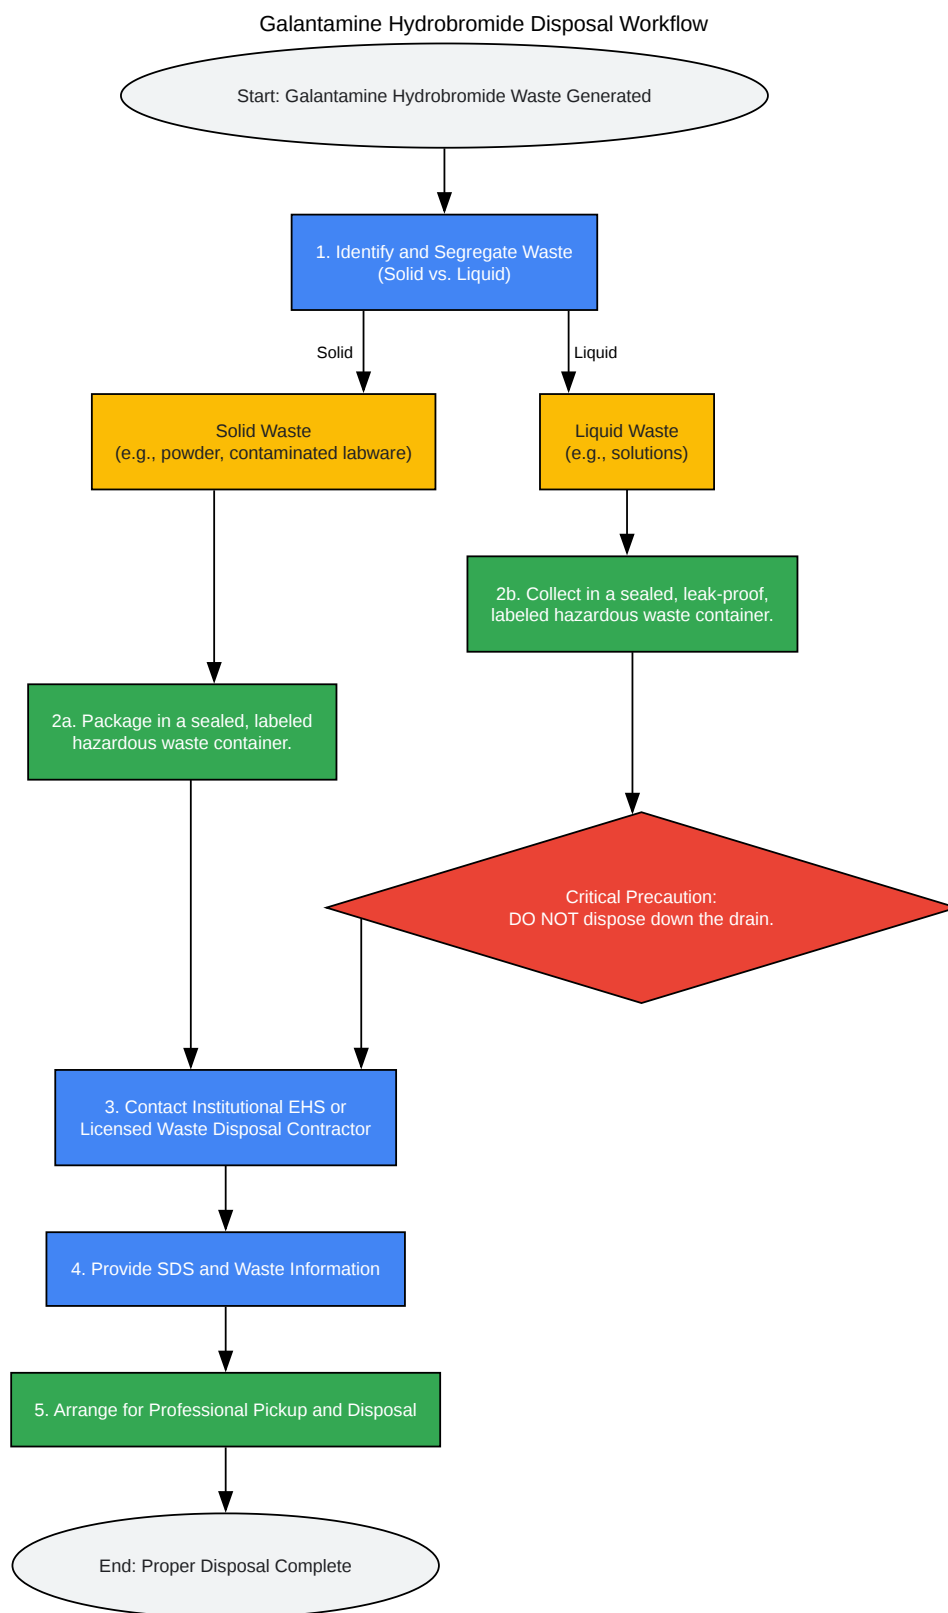 Galantamine Hydrobromide Disposal Workflow
Start: Galantamine Hydrobromide Waste Generated
1. Identify and Segregate Waste
(Solid vs. Liquid)
Solid
Liquid
Solid Waste
(e.g., powder, contaminated labware)
Liquid Waste
(e.g., solutions)
2b. Collect in a sealed, leak-proof,
labeled hazardous waste container.
2a. Package in a sealed, labeled
hazardous waste container.
Critical Precaution:
DO NOT dispose down the drain.
3. Contact Institutional EHS or
Licensed Waste Disposal Contractor
4. Provide SDS and Waste Information
5. Arrange for Professional Pickup and Disposal
End: Proper Disposal Complete